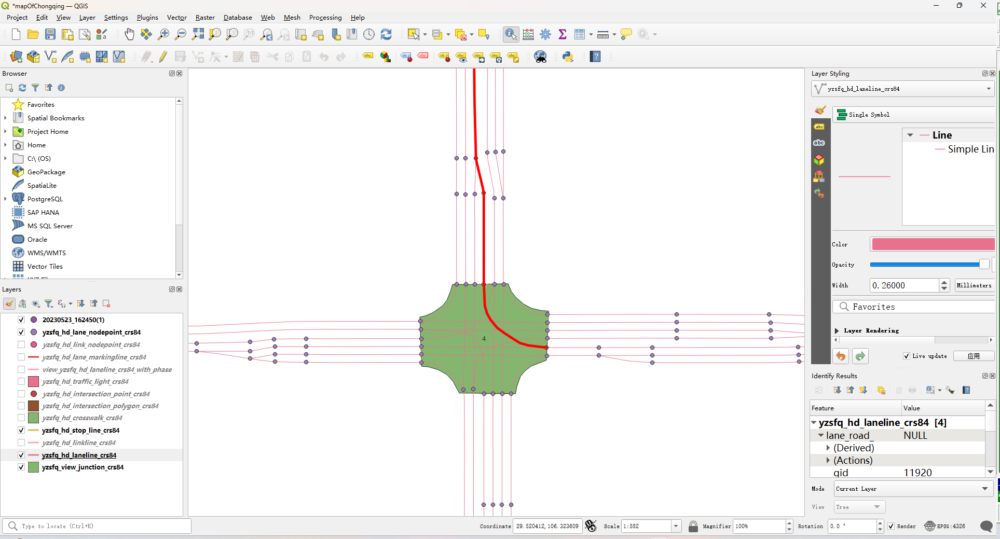 *mapOfChongqing — QGIS
Project Edit View Layer Settings Plugins Vector Raster Database Web Mesh Processing Help
Browser
Favorites
Spatial Bookmarks
Project Home
Home
C:\ (OS)
GeoPackage
SpatiaLite
PostgreSQL
SAP HANA
MS SQL Server
Oracle
WMS/WMTS
Vector Tiles
Layers
20230523_162450(1)
yzsfq_hd_lane_nodepoint_crs84
yzsfq_hd_link_nodepoint_crs84
yzsfq_hd_lane_markingline_crs84
view_yzsfq_hd_laneline_crs84_with_phase
yzsfq_hd_traffic_light_crs84
yzsfq_hd_intersection_point_crs84
yzsfq_hd_intersection_polygon_crs84
yzsfq_hd_crosswalk_crs84
yzsfq_hd_stop_line_crs84
yzsfq_hd_linkline_crs84
yzsfq_hd_laneline_crs84
yzsfq_view_junction_crs84
4
Layer Styling
yzsfq_hd_laneline_crs84
Single Symbol
abc
abc
Line
Simple Lin
Color
Opacity
Width 0.26000 Millimeters
Favorites
Layer Rendering
Live update 应用
Identify Results
Feature Value
yzsfq_hd_laneline_crs84 [4]
lane_road_ NULL
(Derived)
(Actions)
gid 11920
Mode Current Layer
View Tree
Type to locate (Ctrl+K)
Coordinate 29.520412,106.323609 Scale 1:582 Magnifier 100% Rotation 0.0 ° Render EPSG:4326